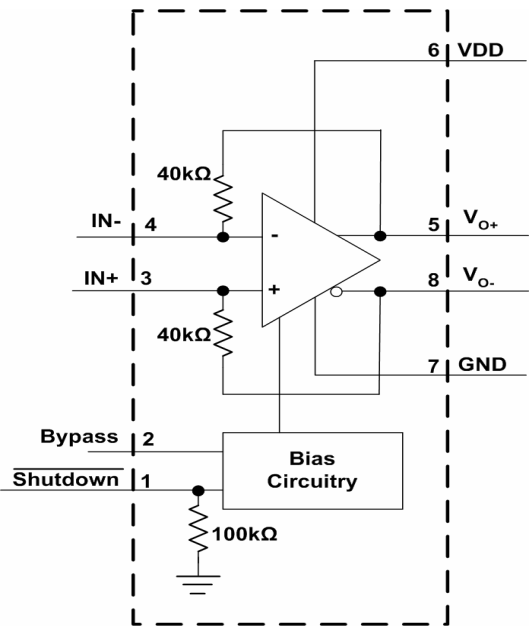 6 VDD
40kΩ
IN- 4
-
5 VO+
IN+ 3
+
8 VO-
40kΩ
7 GND
Bypass 2
Shutdown 1
Bias
Circuitry
100kΩ